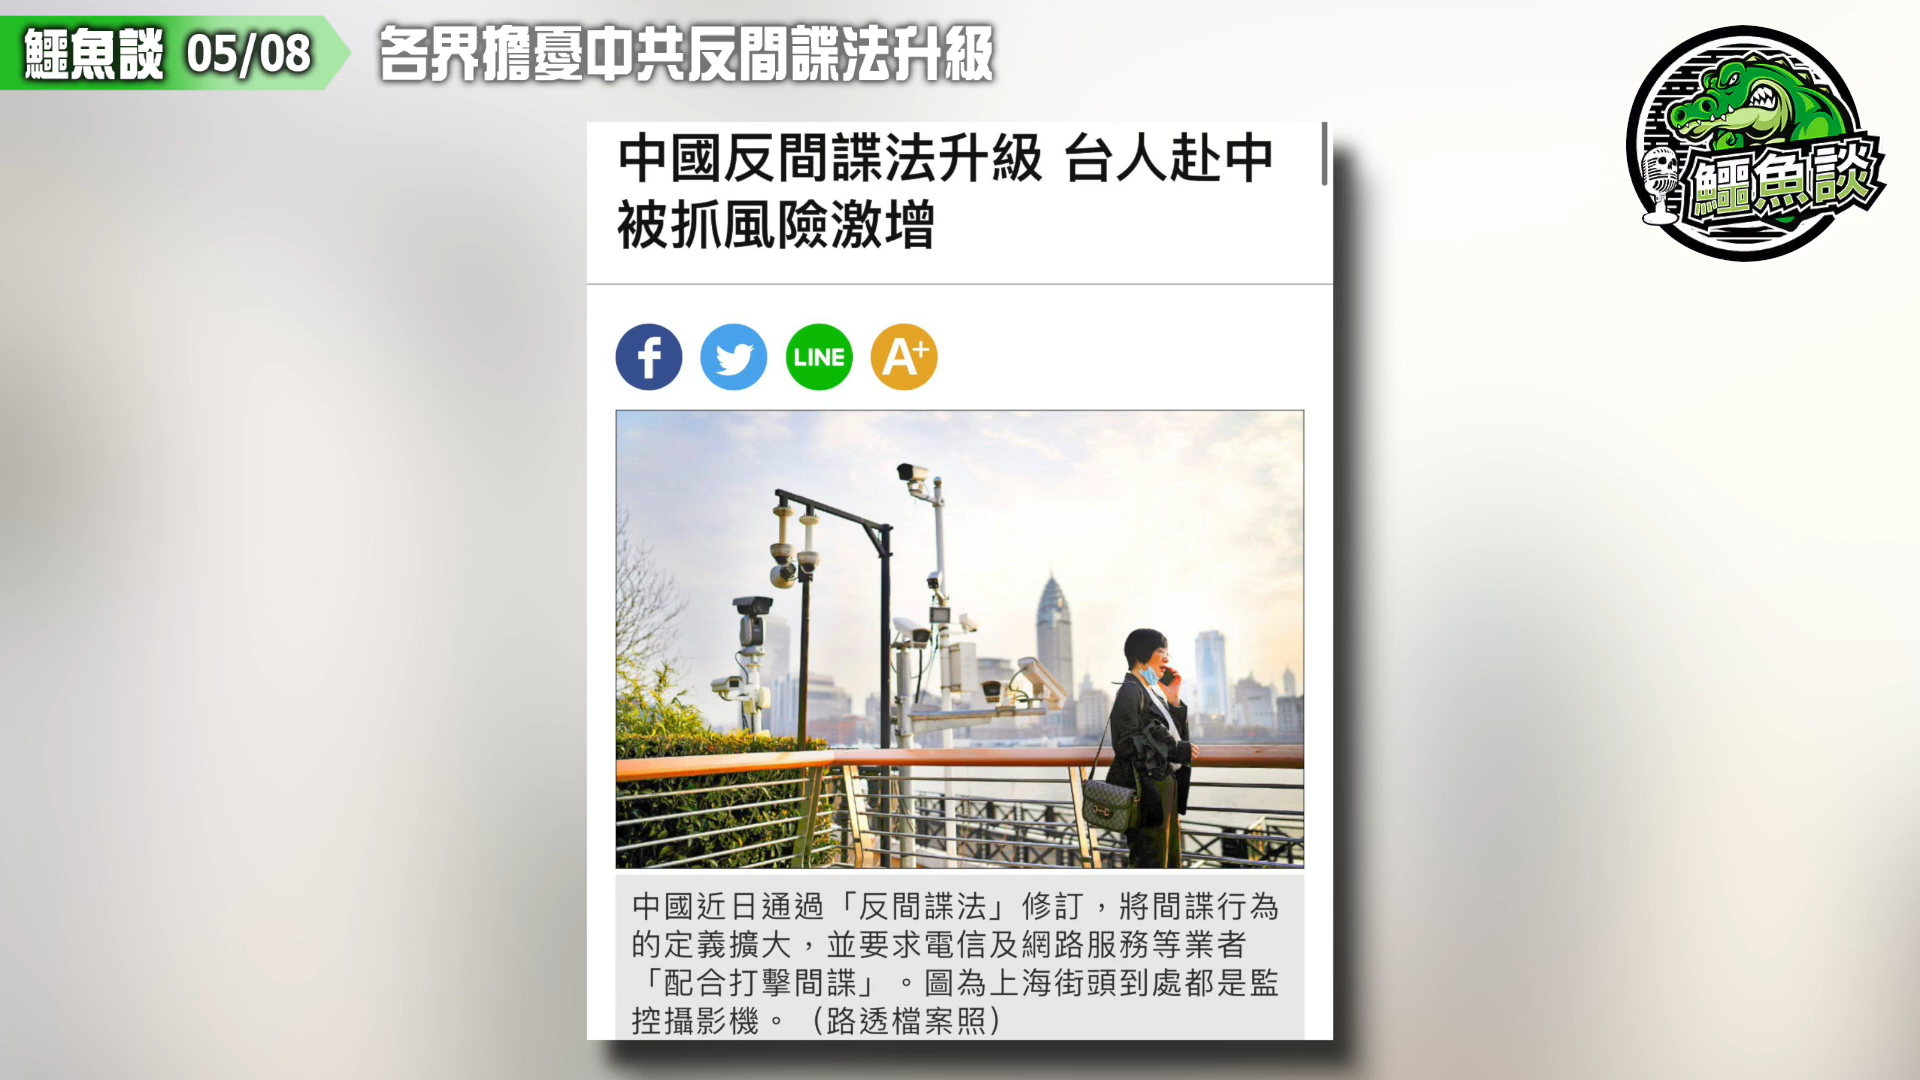 鱷魚談 05/08
各界擔憂中共反間諜法升級
鱷魚談
中國反間諜法升級 台人赴中
被抓風險激增
f
LINE
A+
中國近日通過「反間諜法」修訂，將間諜行為
的定義擴大，並要求電信及網路服務等業者
「配合打擊間諜」。圖為上海街頭到處都是監
控攝影機。（路透檔案照）